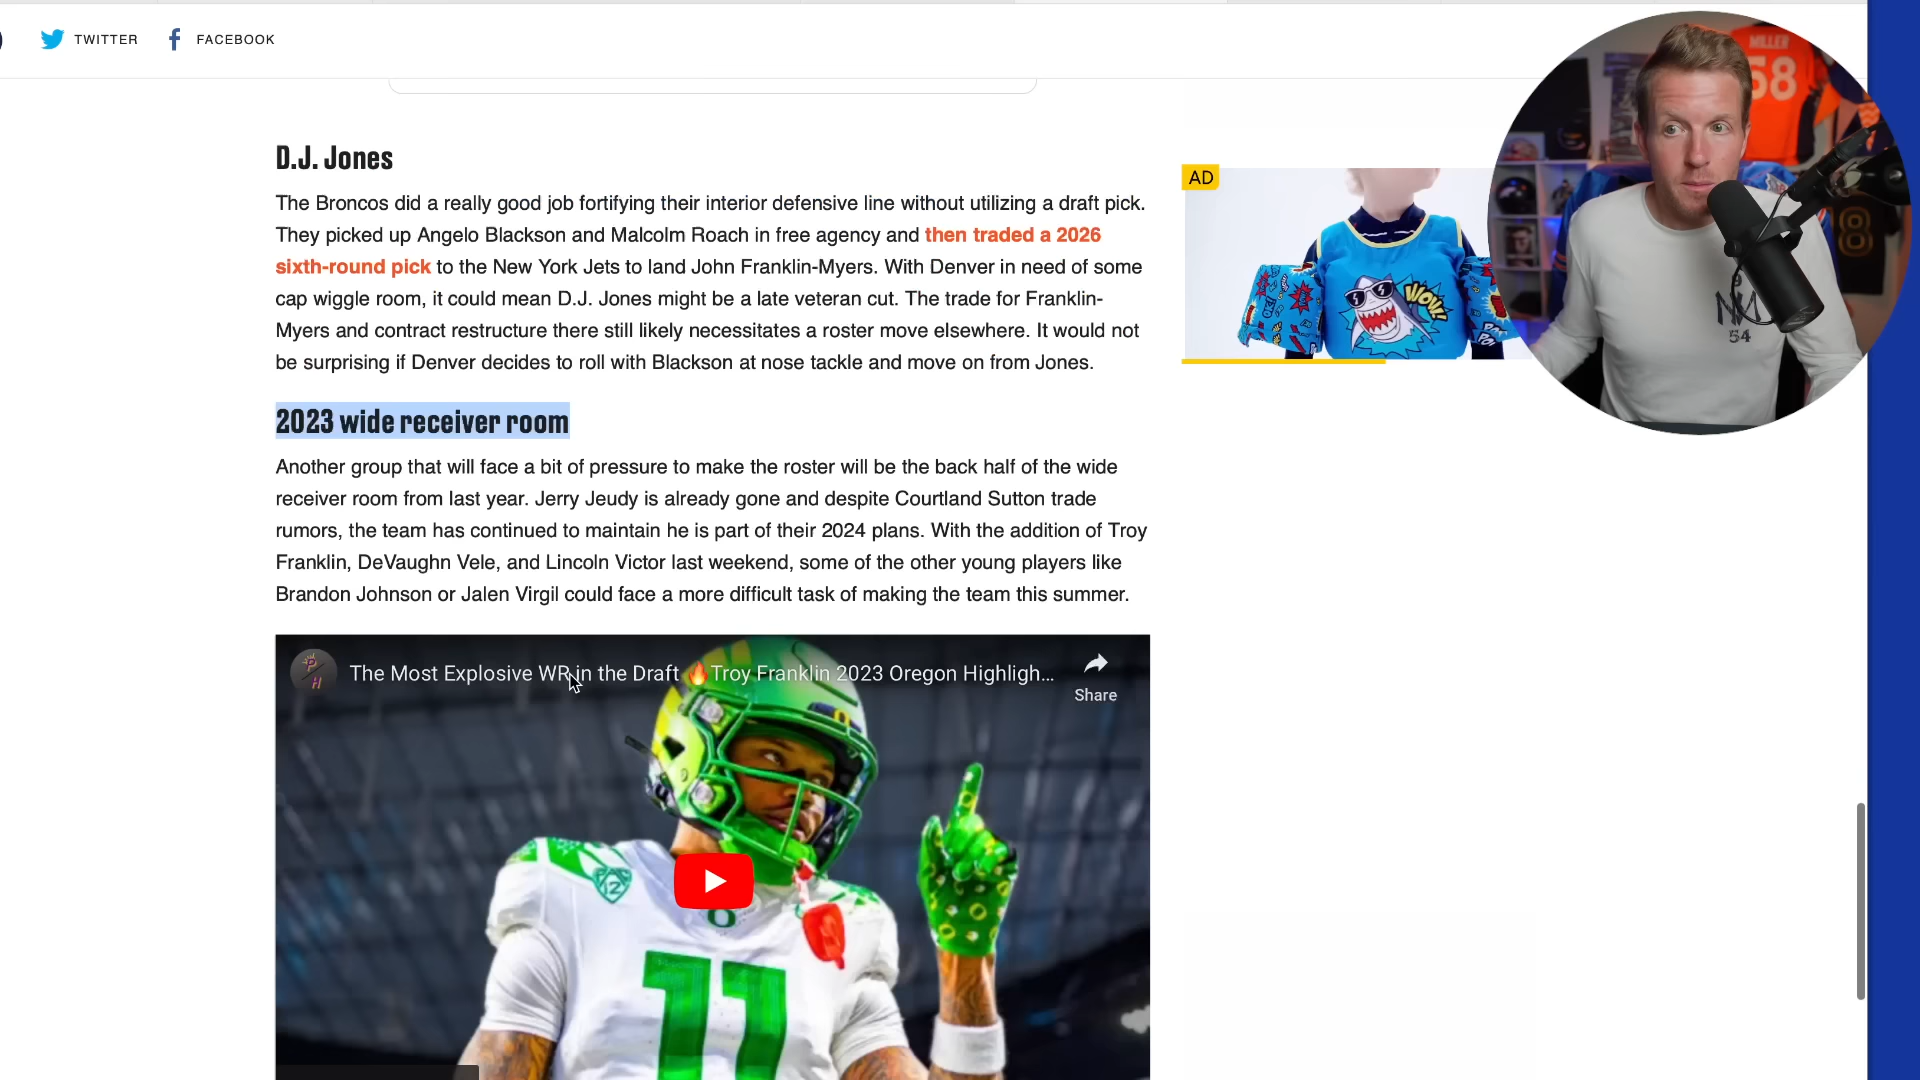 TWITTER
FACEBOOK
D.J. Jones
The Broncos did a really good job fortifying their interior defensive line without utilizing a draft pick.
They picked up Angelo Blackson and Malcolm Roach in free agency and then traded a 2026
sixth-round pick to the New York Jets to land John Franklin-Myers. With Denver in need of some
cap wiggle room, it could mean D.J. Jones might be a late veteran cut. The trade for Franklin-
Myers and contract restructure there still likely necessitates a roster move elsewhere. It would not
be surprising if Denver decides to roll with Blackson at nose tackle and move on from Jones.
2023 wide receiver room
Another group that will face a bit of pressure to make the roster will be the back half of the wide
receiver room from last year. Jerry Jeudy is already gone and despite Courtland Sutton trade
rumors, the team has continued to maintain he is part of their 2024 plans. With the addition of Troy
Franklin, DeVaughn Vele, and Lincoln Victor last weekend, some of the other young players like
Brandon Johnson or Jalen Virgil could face a more difficult task of making the team this summer.
The Most Explosive WR in the Draft 🔥Troy Franklin 2023 Oregon Highligh...
Share
PH
PAC
12
O
11
AD
WOW!
MILLER
58
54